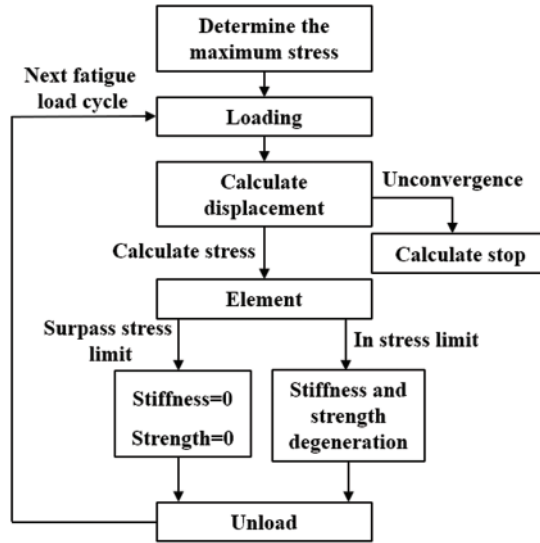 Determine the
maximum stress
Next fatigue
load cycle
Loading
Calculate
displacement
Unconvergence
Calculate stop
Calculate stress
Element
Surpass stress
limit
In stress limit
Stiffness=0
Strength=0
Stiffness and
strength
degeneration
Unload